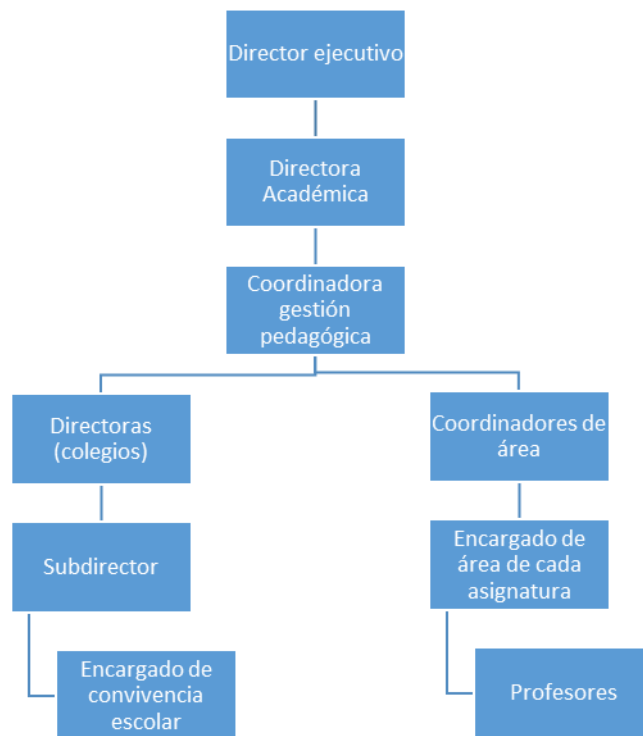 Director ejecutivo
Directora
Académica
Coordinadora
gestión
pedagógica
Directoras
(colegios)
Coordinadores de
área
Subdirector
Encargado de
área de cada
asignatura
Encargado de
convivencia
escolar
Profesores